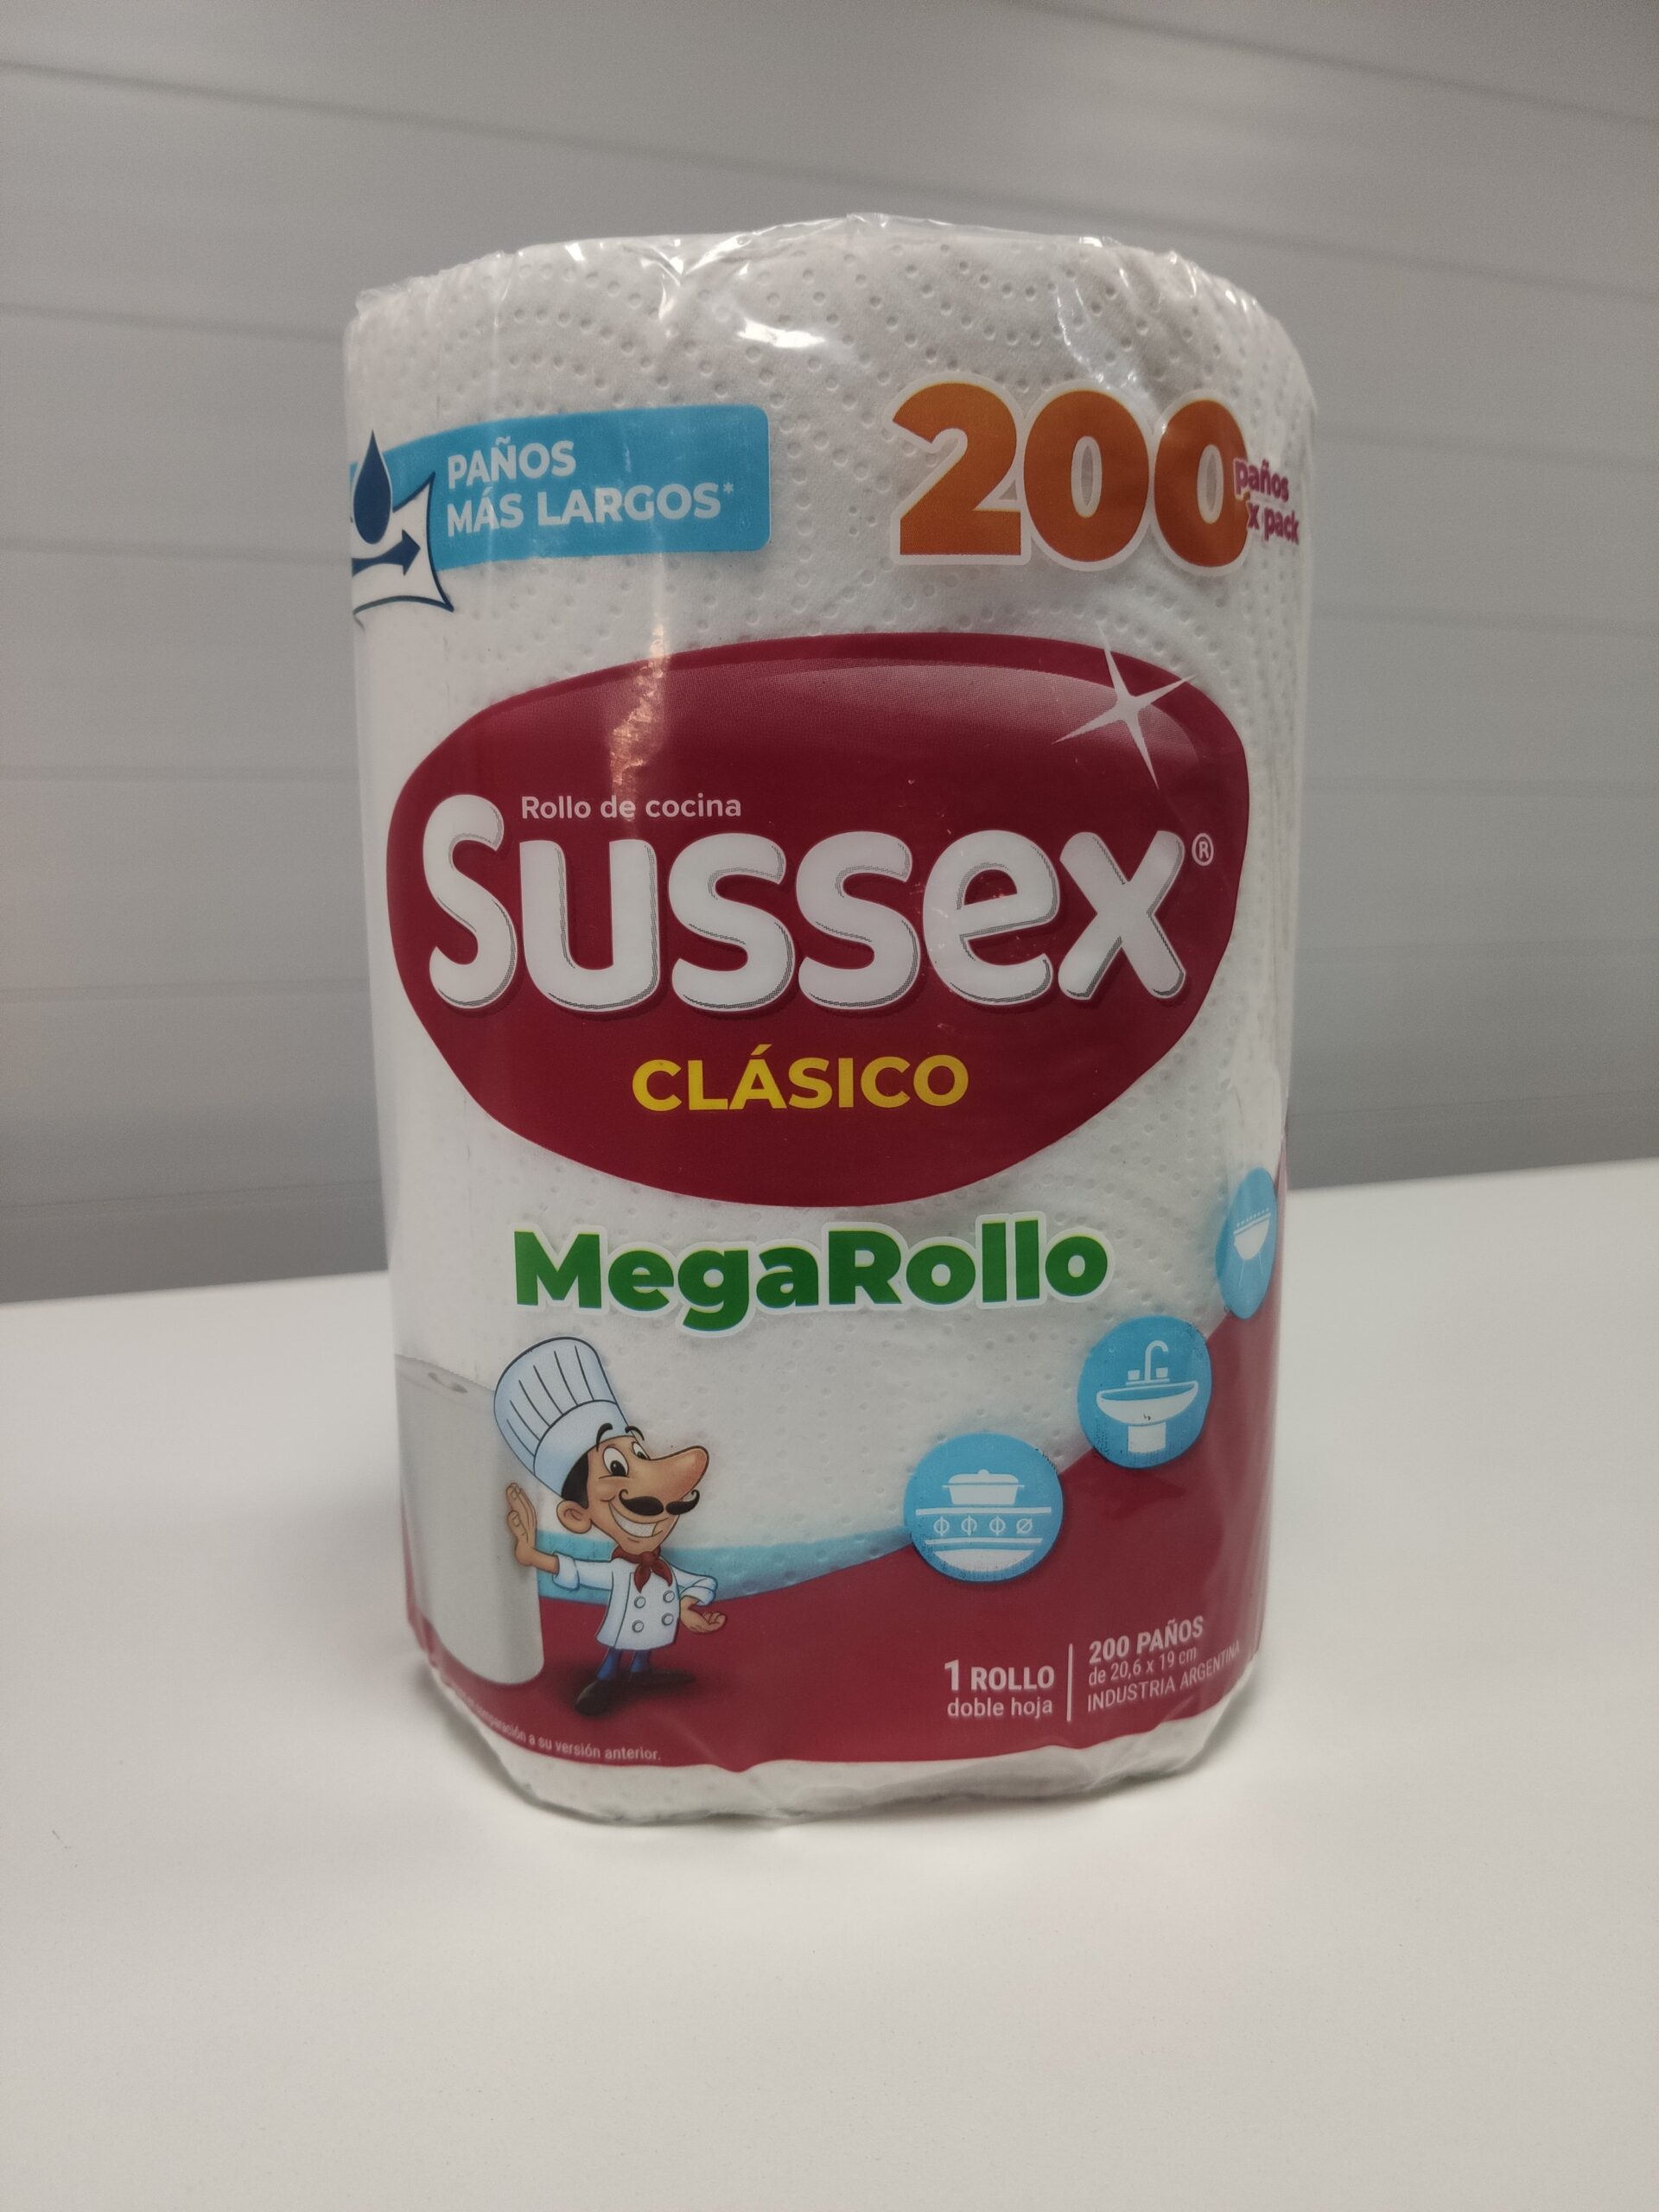 PAÑOS
MÁS LARGOS*
200
paños
x pack
Rollo de cocina
Sussex®
CLÁSICO
MegaRollo
1 ROLLO
doble hoja
200 PAÑOS
de 20,6 x 19 cm
INDUSTRIA ARGENTINA
comparación a su versión anterior.